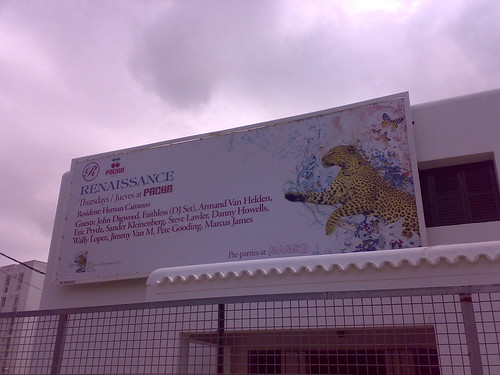 R PACHA
RENAISSANCE
Thursdays / Jueves at PACHA
Resident: Hernan Cattaneo
Guests: John Digweed, Faithless (DJ Set), Armand Van Helden,
Eric Prydz, Sander Kleinenberg, Steve Lawler, Danny Howells,
Wally Lopez, Jimmy Van M, Pete Gooding, Marcus James
Pre-parties at